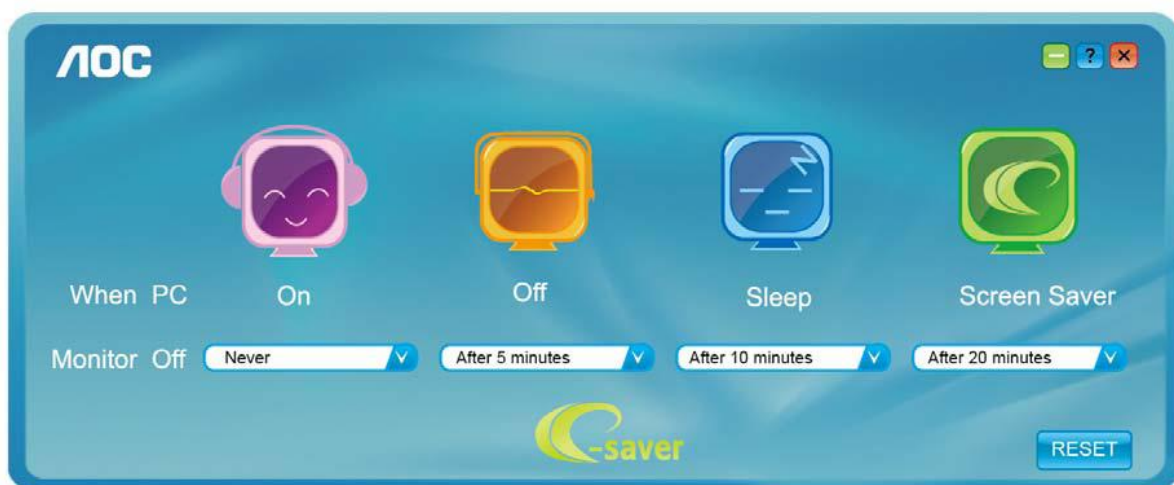 AOC
?
When PC On Off Sleep Screen Saver
Monitor Off Never After 5 minutes After 10 minutes After 20 minutes
e-saver
RESET